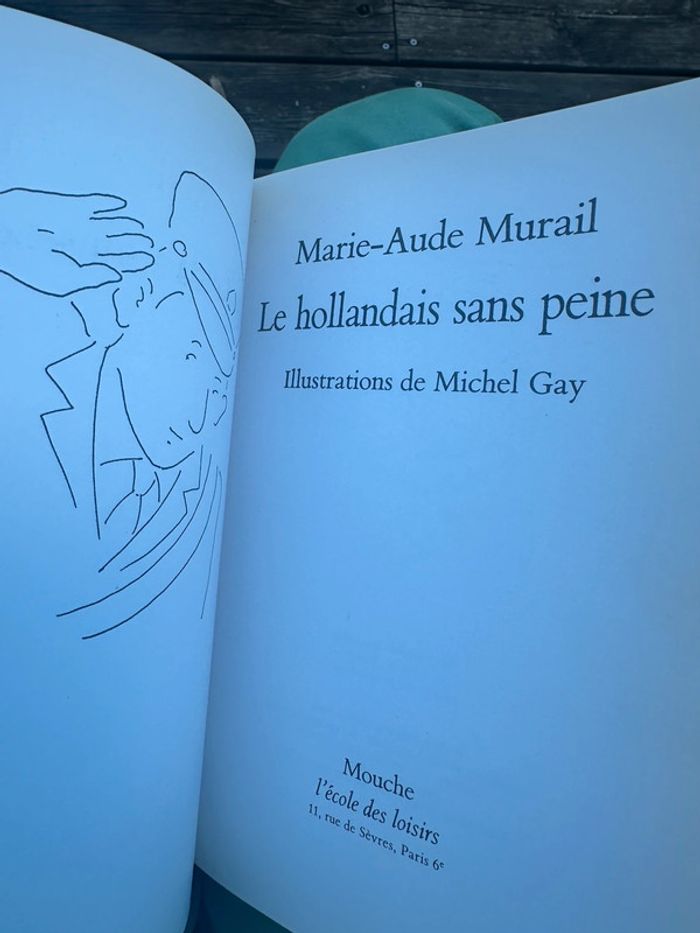 Marie-Aude Murail
Le hollandais sans peine
Illustrations de Michel Gay
Mouche
l'école des loisirs
11, rue de Sèvres, Paris 6e